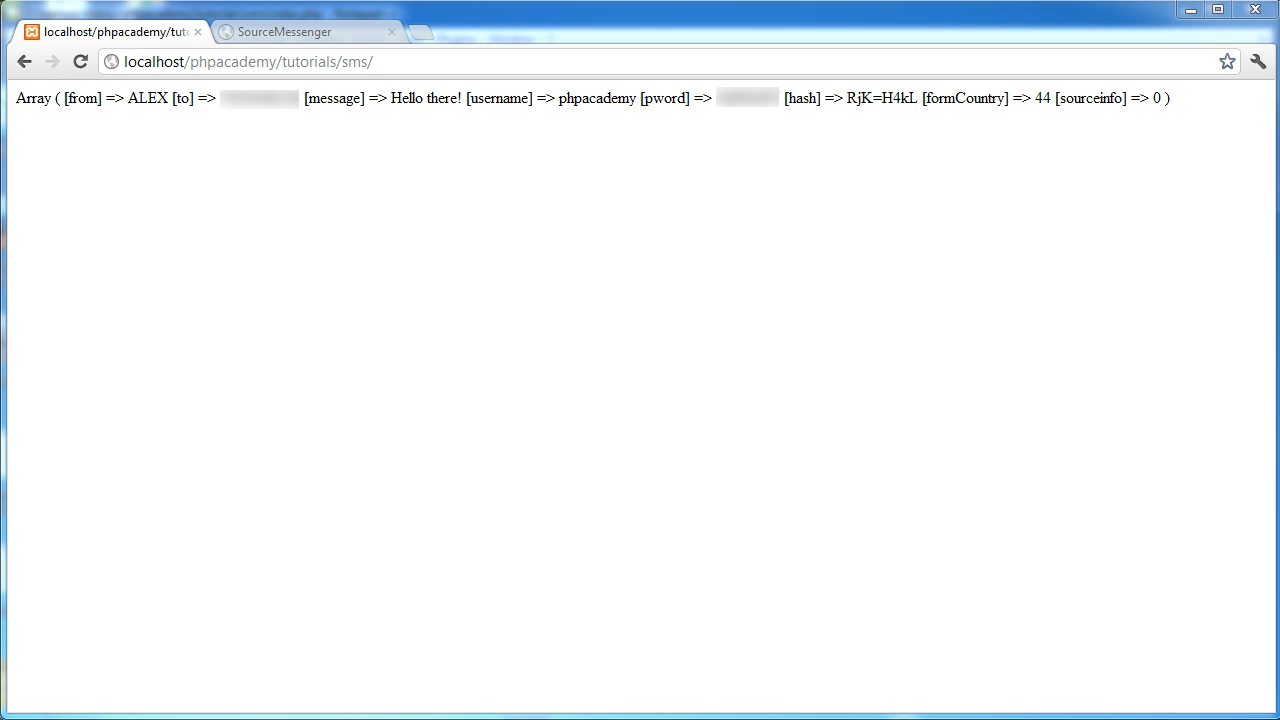 localhost/phpacademy/tut
SourceMessenger
localhost/phpacademy/tutorials/sms/
Array ( [from] => ALEX [to] => [message] => Hello there! [username] => phpacademy [pword] => [hash] => RjK=H4kL [formCountry] => 44 [sourceinfo] => 0 )